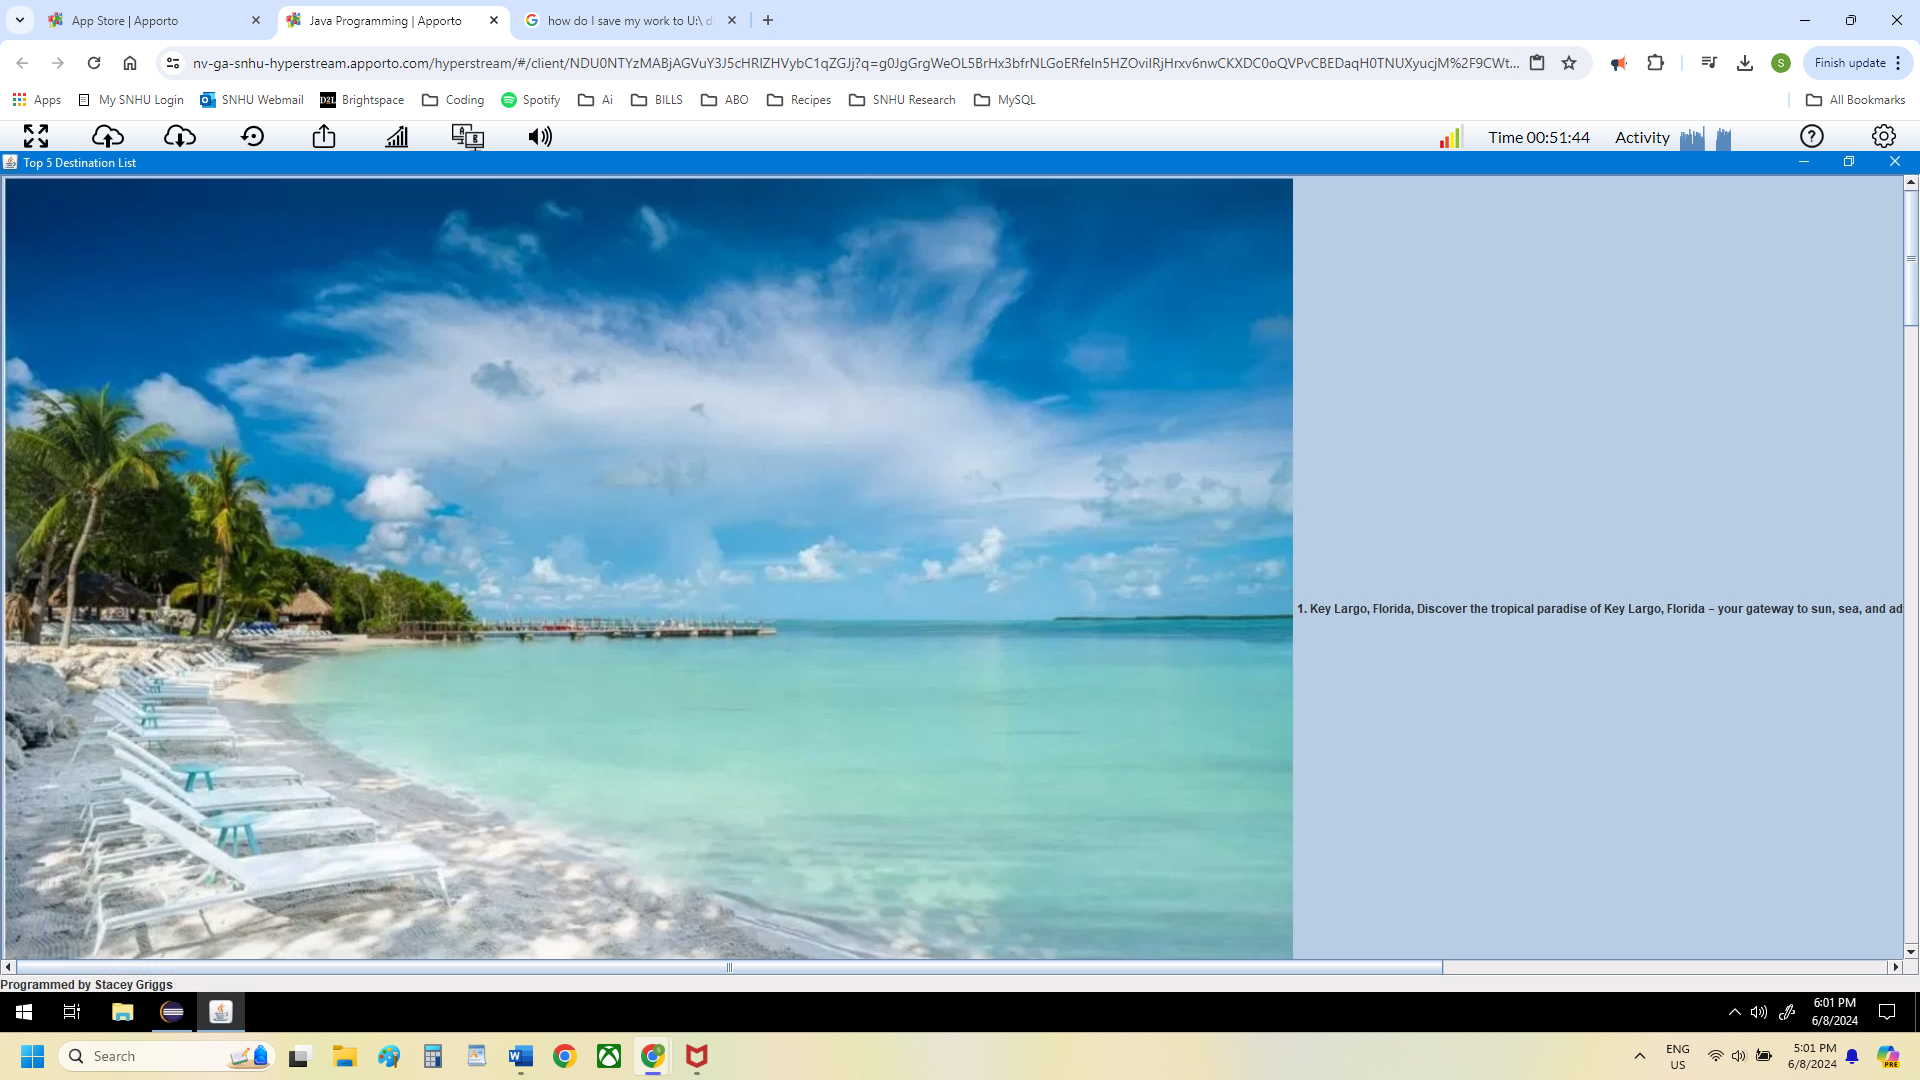 App Store | Apporto
Java Programming | Apporto
how do I save my work to U:\ d
nv-ga-snhu-hyperstream.apporto.com/hyperstream/#/client/NDU0NTYzMABjAGVuY3J5cHRlZHVybC1qZGJj?q=g0JgGrgWeOL5BrHx3bfrNLGoERfeIn5HZOvilRjHrxv6nwCKXDC0oQVPvCBEDaqH0TNUXyucjM%2F9CWt...
Finish update
Apps
My SNHU Login
SNHU Webmail
D2L Brightspace
Coding
Spotify
Ai
BILLS
ABO
Recipes
SNHU Research
MySQL
All Bookmarks
Time 00:51:44
Activity
Top 5 Destination List
1. Key Largo, Florida, Discover the tropical paradise of Key Largo, Florida – your gateway to sun, sea, and ad
Programmed by Stacey Griggs
6:01 PM
6/8/2024
Search
ENG
US
5:01 PM
6/8/2024
PRE